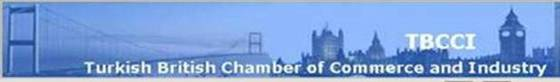 TBCCI
Turkish British Chamber of Commerce and Industry